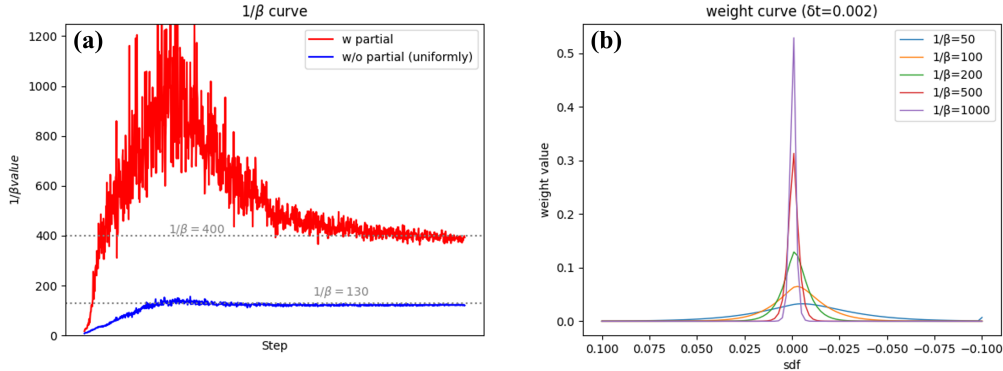 1/β curve
(a)
w partial
w/o partial (uniformly)
1200
1000
800
600
400
200
0
1/βvalue
1/β = 400
1/β = 130
Step
weight curve (δt=0.002)
(b)
1/β=50
1/β=100
1/β=200
1/β=500
1/β=1000
0.5
0.4
0.3
0.2
0.1
0.0
weight value
0.100 0.075 0.050 0.025 0.000 −0.025 −0.050 −0.075 −0.100
sdf